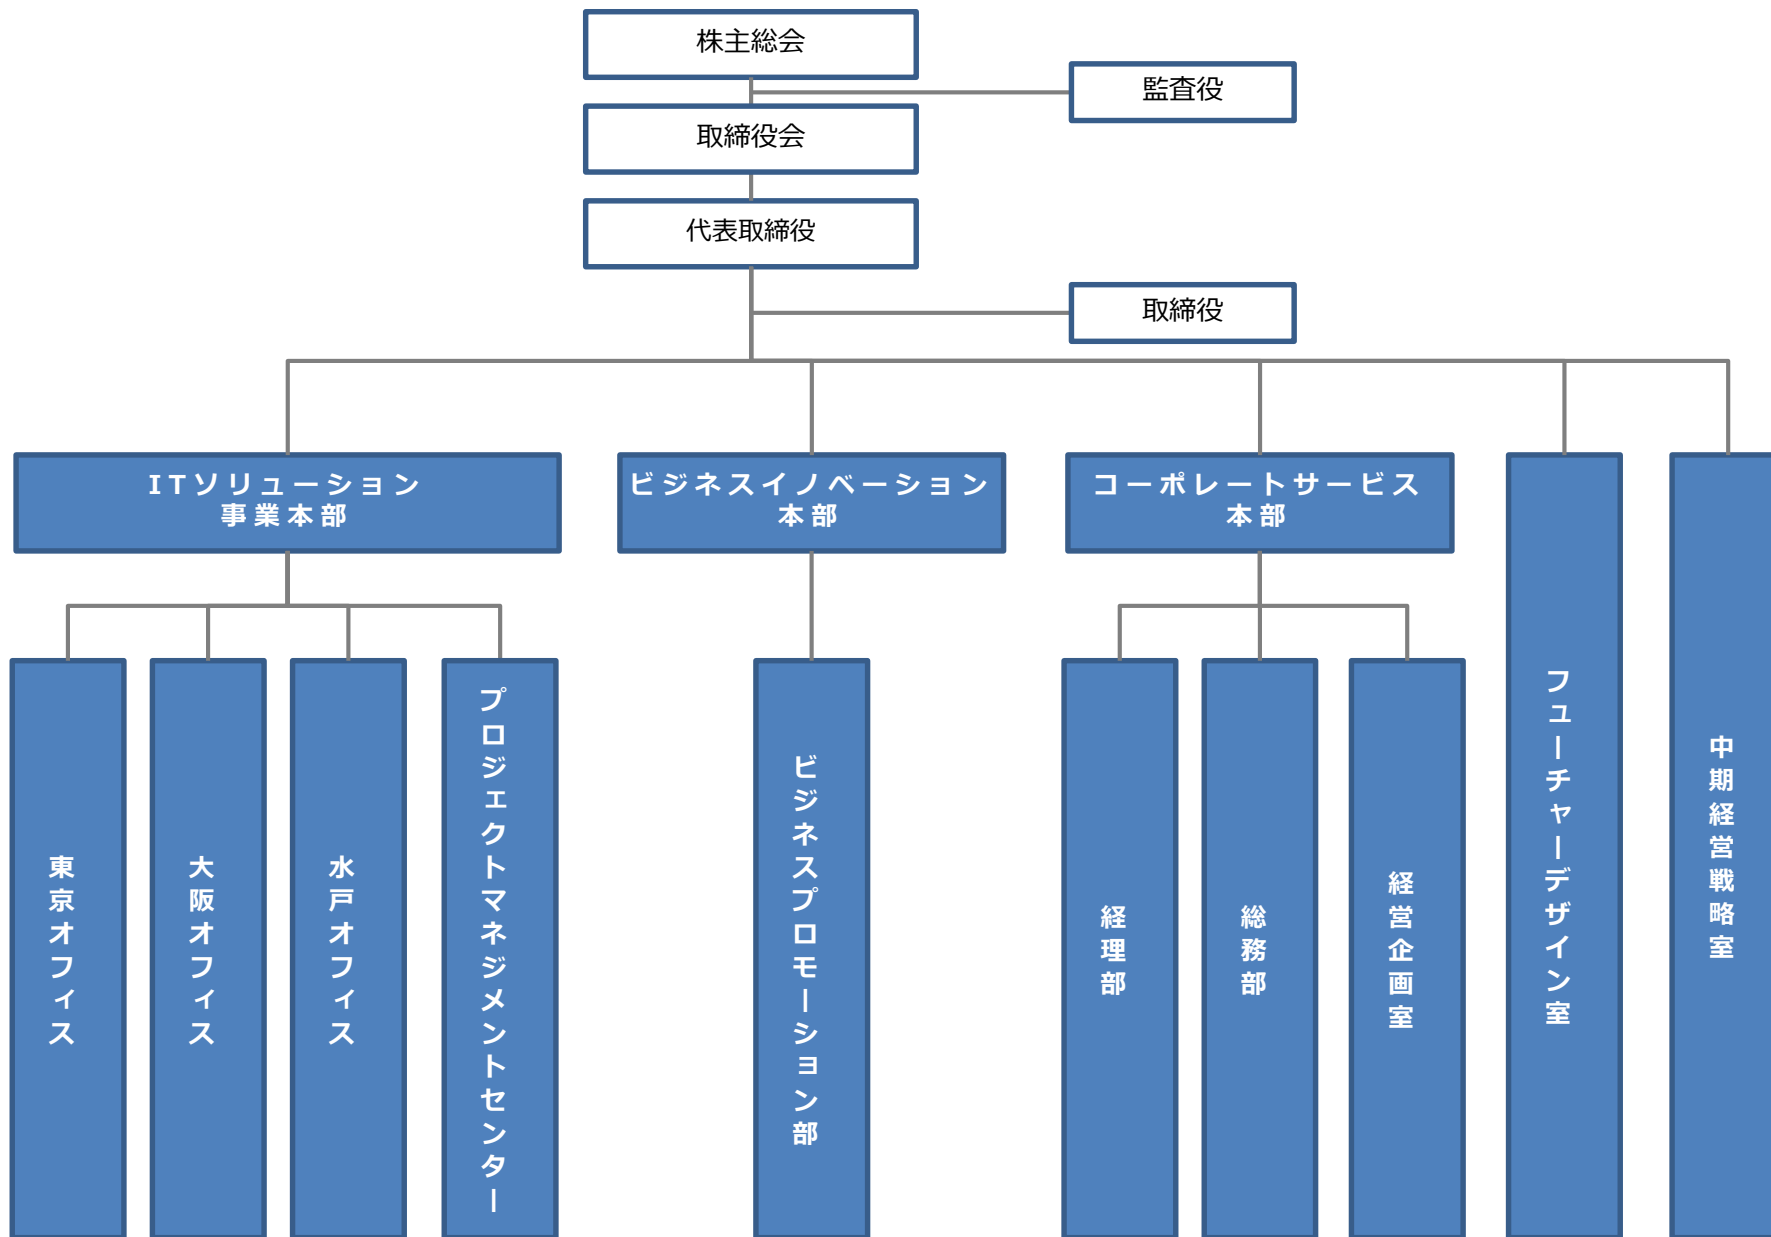 株主総会
監査役
取締役会
代表取締役
取締役
ITソリューション
事業本部
ビジネスイノベーション
本部
コーポレートサービス
本部
フューチャーデザイン室
中期経営戦略室
東京オフィス
大阪オフィス
水戸オフィス
プロジェクトマネジメントセンター
ビジネスプロモーション部
経理部
総務部
経営企画室